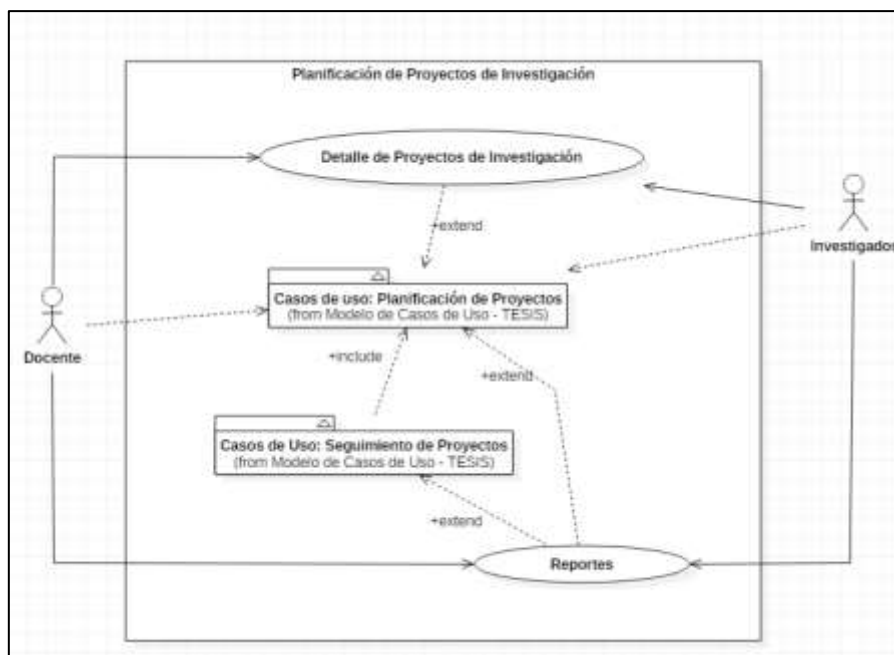 Planificación de Proyectos de Investigación
Detalle de Proyectos de Investigación
Investigador
+extend
Casos de uso: Planificación de Proyectos
(from Modelo de Casos de Uso - TESIS)
Docente
+include
+extend
Casos de Uso: Seguimiento de Proyectos
(from Modelo de Casos de Uso - TESIS)
+extend
Reportes